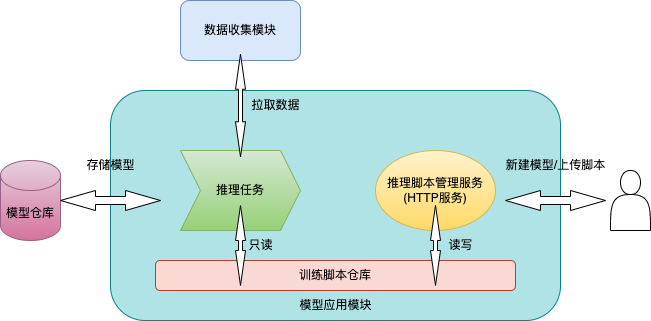 数据收集模块
拉取数据
存储模型
新建模型/上传脚本
推理任务
推理脚本管理服务
(HTTP服务)
模型仓库
只读
读写
训练脚本仓库
模型应用模块